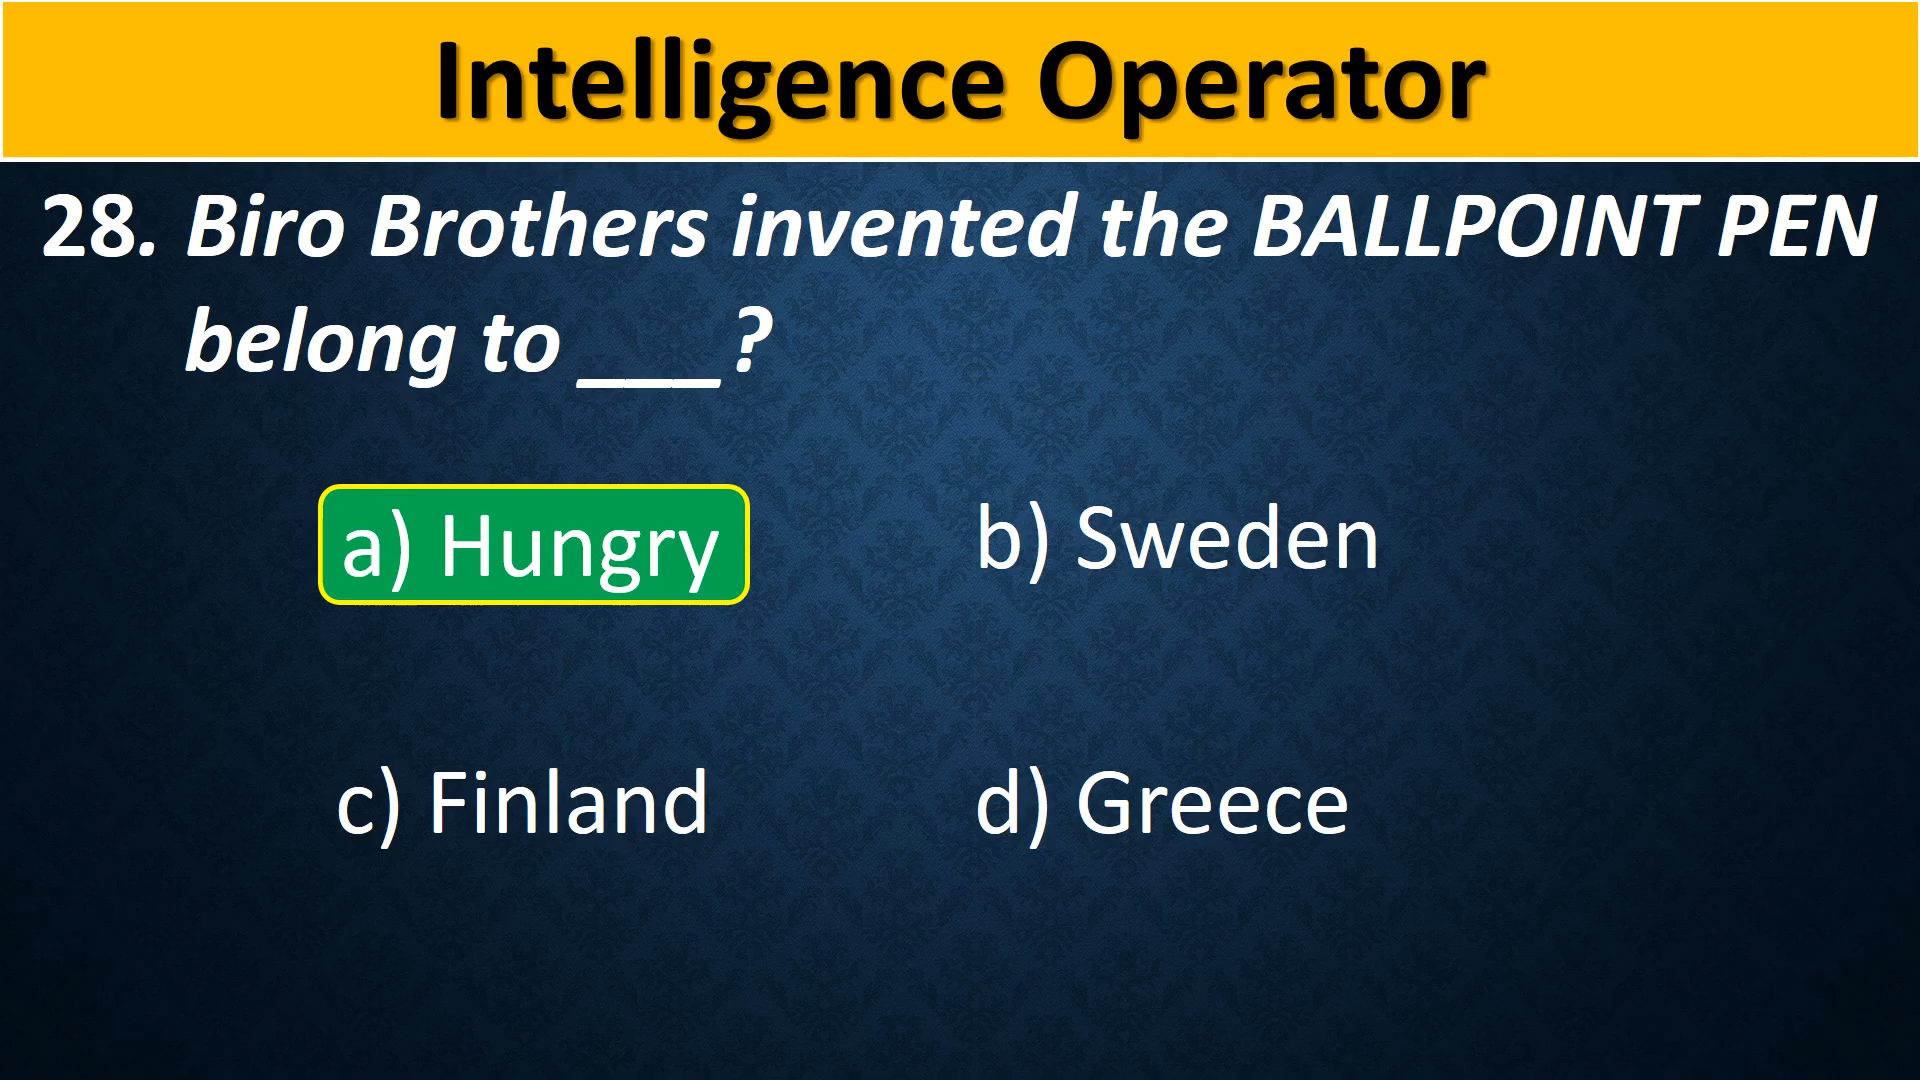 Intelligence Operator
28. Biro Brothers invented the BALLPOINT PEN
belong to ___?
a) Hungry
b) Sweden
c) Finland
d) Greece